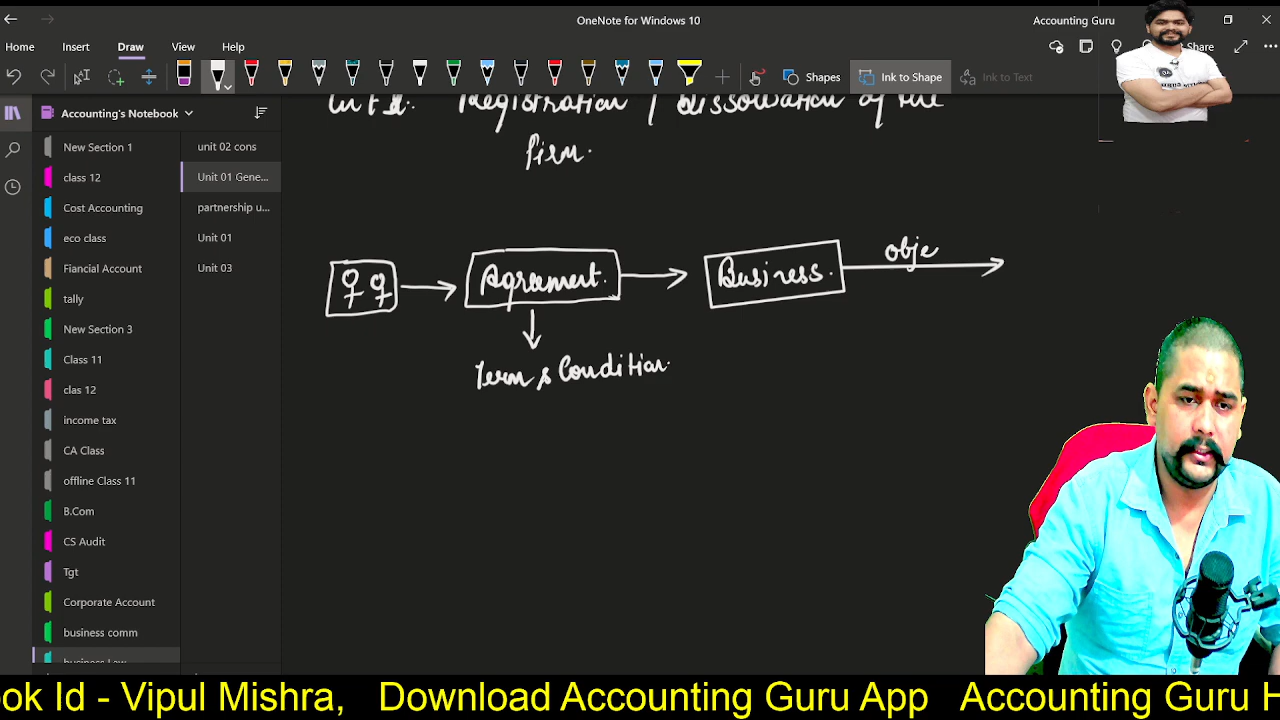 OneNote for Windows 10
Accounting Guru
Home Insert Draw View Help
Share
Shapes Ink to Shape Ink to Text
Accounting's Notebook
New Section 1
class 12
Cost Accounting
eco class
Fiancial Account
tally
New Section 3
Class 11
clas 12
income tax
CA Class
offline Class 11
B.Com
CS Audit
Tgt
Corporate Account
business comm
business Law
unit 02 cons
Unit 01 Gene...
partnership u...
Unit 01
Unit 03
Registration / dissolution of the
firm.
Agreement. Business. obje
Term & Condition.
ook Id - Vipul Mishra, Download Accounting Guru App Accounting Guru H